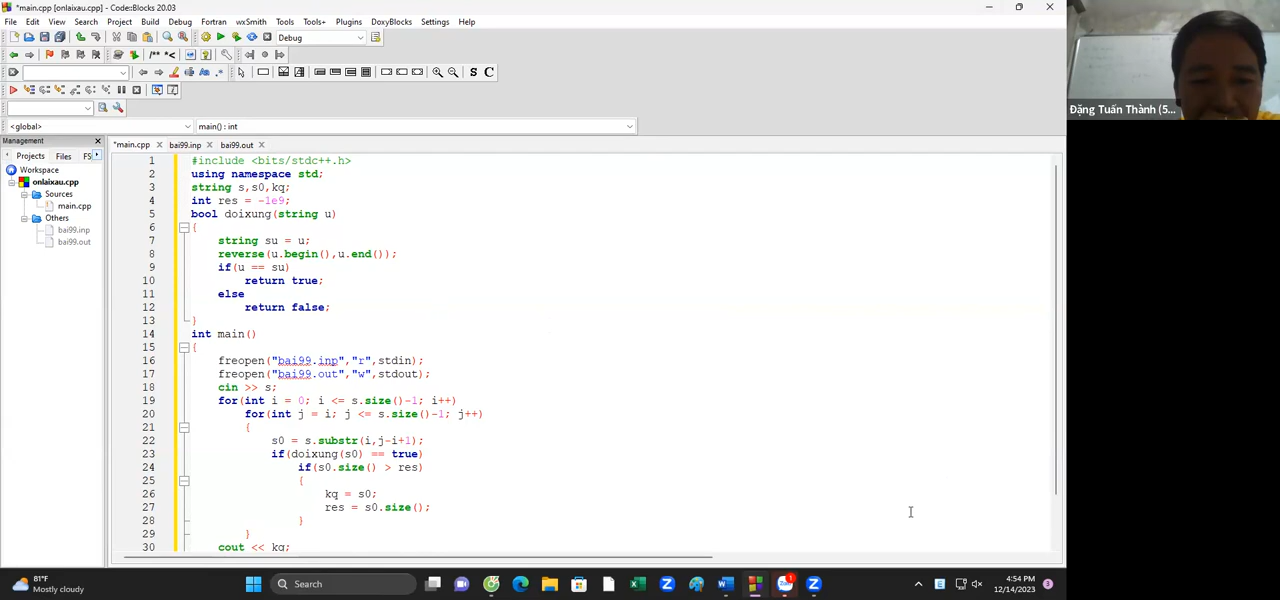 *main.cpp [onlaixau.cpp] - Code::Blocks 20.03
File Edit View Search Project Build Debug Fortran wxSmith Tools Tools+ Plugins DoxyBlocks Settings Help
Debug
/** *<
S C
<global> main() : int
Management
Projects Files FS
Workspace
onlaixau.cpp
Sources
main.cpp
Others
bai99.inp
bai99.out
*main.cpp bai99.inp bai99.out
1 #include <bits/stdc++.h>
2 using namespace std;
3 string s,s0,kq;
4 int res = -1e9;
5 bool doixung(string u)
6 {
7 string su = u;
8 reverse(u.begin(),u.end());
9 if(u == su)
10 return true;
11 else
12 return false;
13 }
14 int main()
15 {
16 freopen("bai99.inp","r",stdin);
17 freopen("bai99.out","w",stdout);
18 cin >> s;
19 for(int i = 0; i <= s.size()-1; i++)
20 for(int j = i; j <= s.size()-1; j++)
21 {
22 s0 = s.substr(i,j-i+1);
23 if(doixung(s0) == true)
24 if(s0.size() > res)
25 {
26 kq = s0;
27 res = s0.size();
28 }
29 }
30 cout << kq;
Đặng Tuấn Thành (5...
81°F
Mostly cloudy
Search
1
4:54 PM
12/14/2023
3